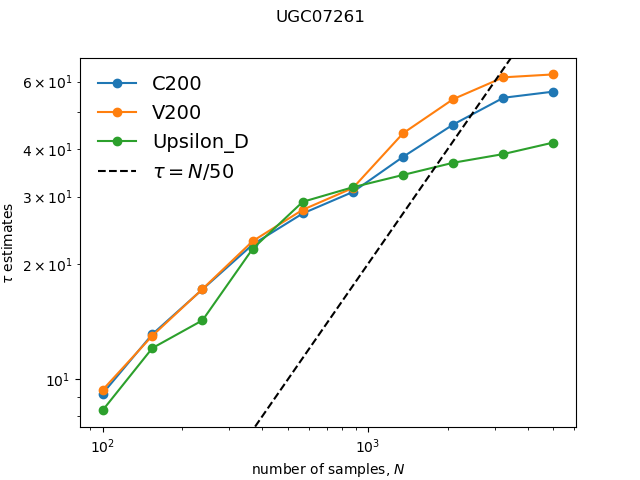 UGC07261
C200
V200
Upsilon_D
τ = N/50
6 × 10¹
4 × 10¹
3 × 10¹
2 × 10¹
10¹
τ estimates
10²
10³
number of samples, N